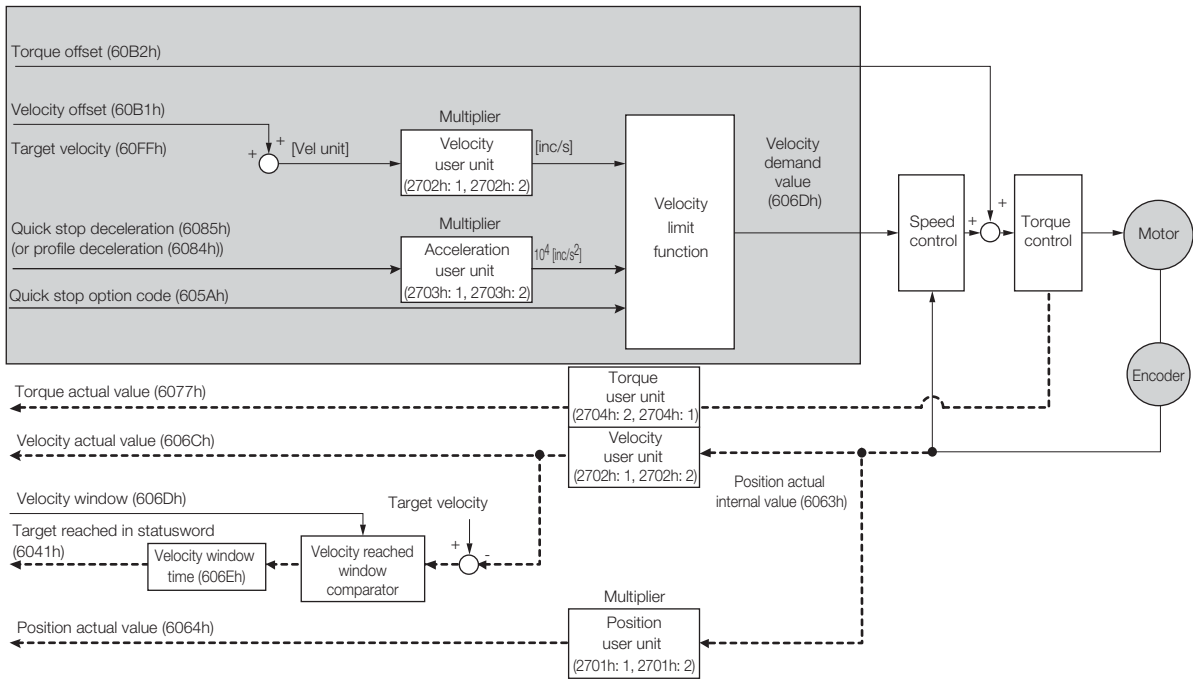 Torque offset (60B2h)
Velocity offset (60B1h)
Target velocity (60FFh)
+
+
[Vel unit]
Multiplier
Velocity
user unit
(2702h: 1, 2702h: 2)
[inc/s]
Quick stop deceleration (6085h)
(or profile deceleration (6084h))
Multiplier
Acceleration
user unit
(2703h: 1, 2703h: 2)
10⁴ [inc/s²]
Quick stop option code (605Ah)
Velocity
limit
function
Velocity
demand
value
(606Dh)
Speed
control
+
+
Torque
control
Motor
Encoder
Torque actual value (6077h)
Torque
user unit
(2704h: 2, 2704h: 1)
Velocity actual value (606Ch)
Velocity
user unit
(2702h: 1, 2702h: 2)
Position actual
internal value (6063h)
Velocity window (606Dh)
Target velocity
Target reached in statusword
(6041h)
Velocity window
time (606Eh)
Velocity reached
window
comparator
+
-
Position actual value (6064h)
Multiplier
Position
user unit
(2701h: 1, 2701h: 2)